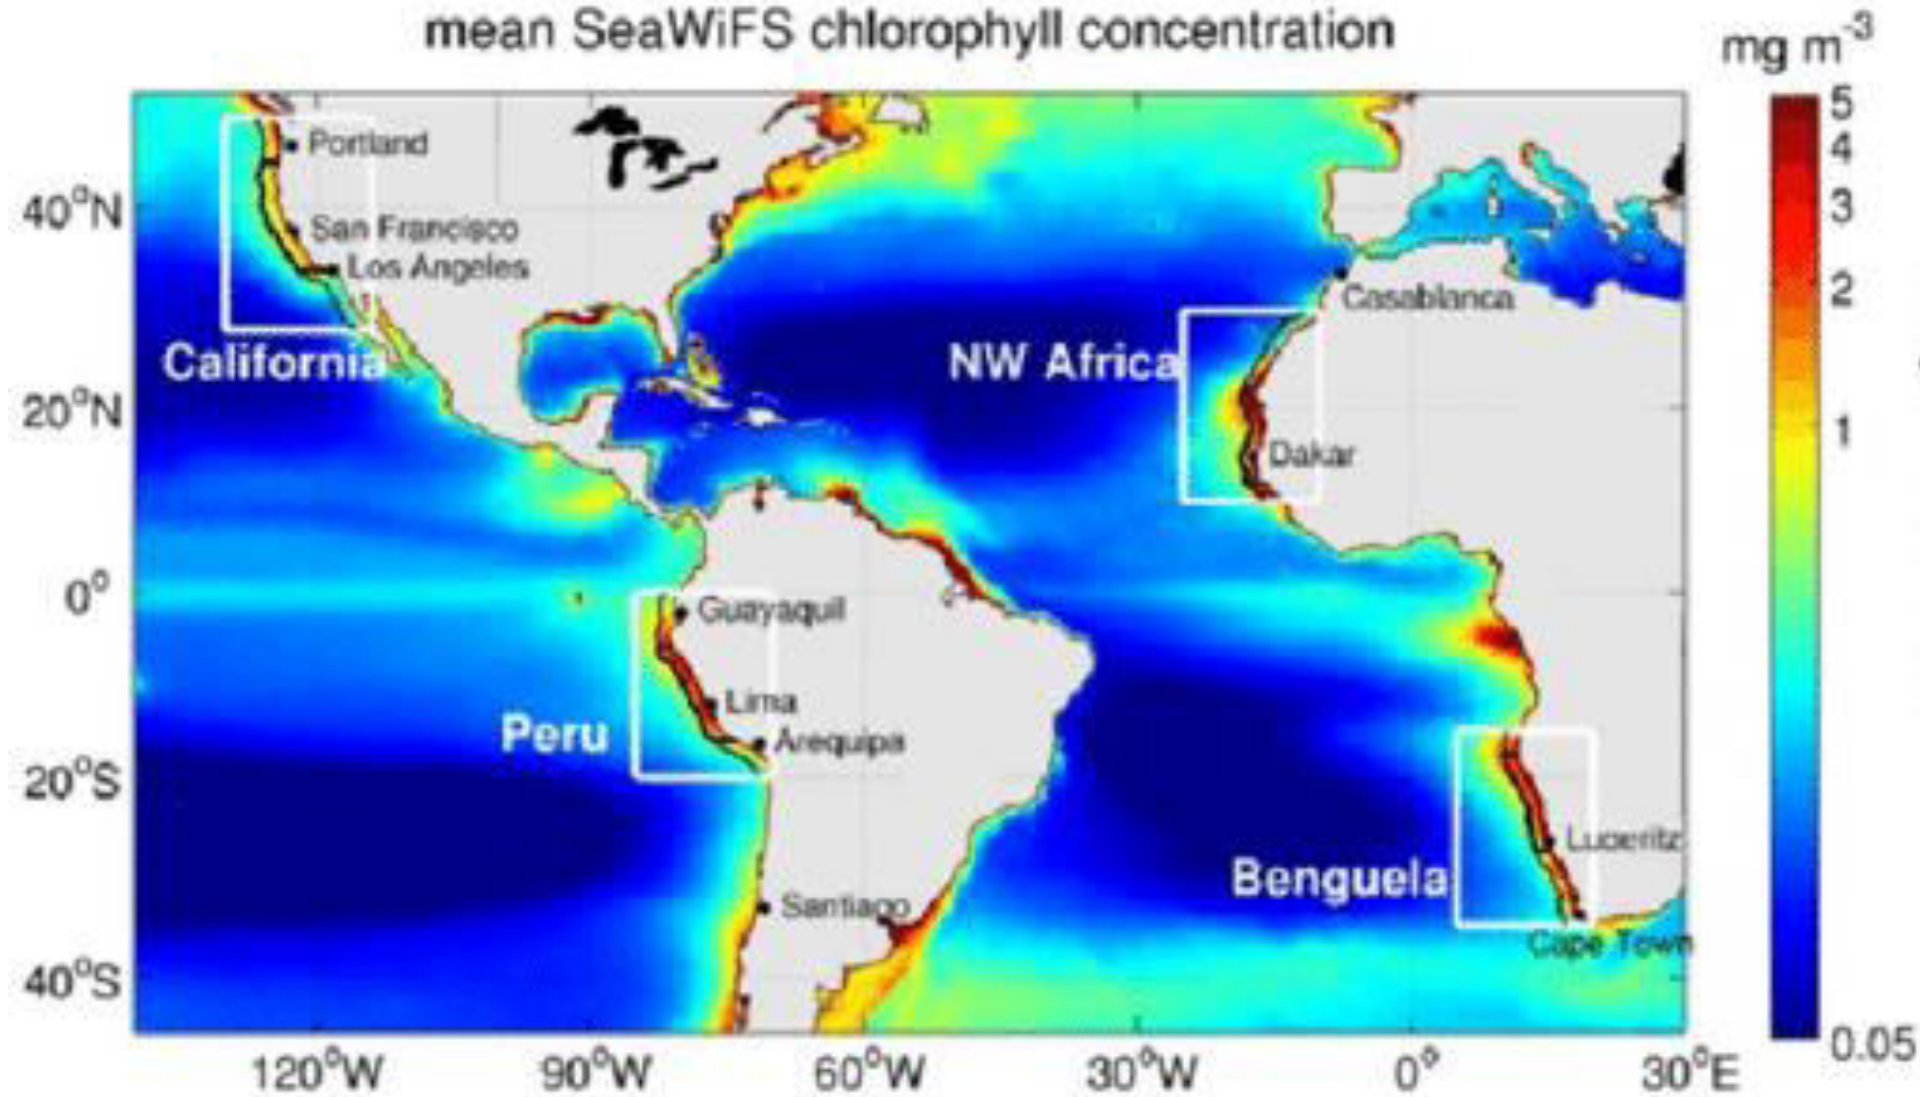 mean SeaWiFS chlorophyll concentration
mg m⁻³
5
4
3
2
1
0.05
40°N
20°N
0°
20°S
40°S
120°W
90°W
60°W
30°W
0°
30°E
Portland
San Francisco
Los Angeles
California
NW Africa
Casablanca
Dakar
Guayaquil
Lima
Arequipa
Peru
Santiago
Benguela
Luderitz
Cape Town